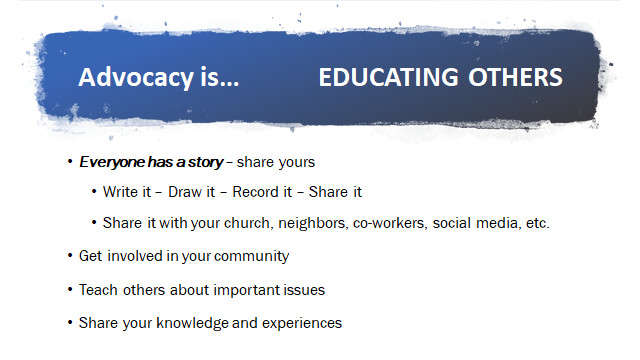 Advocacy is... EDUCATING OTHERS
• Everyone has a story – share yours
• Write it – Draw it – Record it – Share it
• Share it with your church, neighbors, co-workers, social media, etc.
• Get involved in your community
• Teach others about important issues
• Share your knowledge and experiences